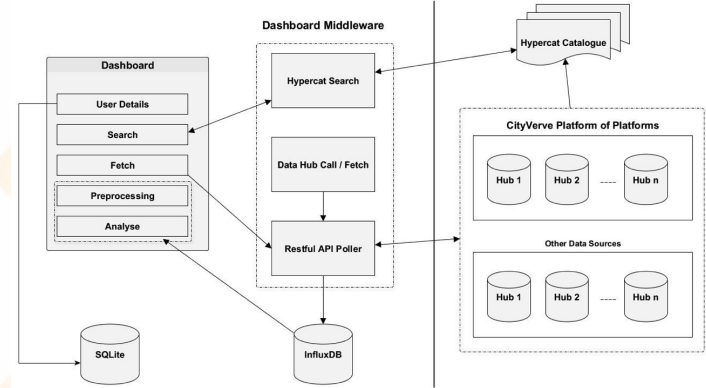 Dashboard Middleware
Hypercat Catalogue
Dashboard
Hypercat Search
User Details
Search
Fetch
Preprocessing
Analyse
Data Hub Call / Fetch
Restful API Poller
CityVerve Platform of Platforms
Hub 1
Hub 2
Hub n
Other Data Sources
Hub 1
Hub 2
Hub n
SQLite
InfluxDB